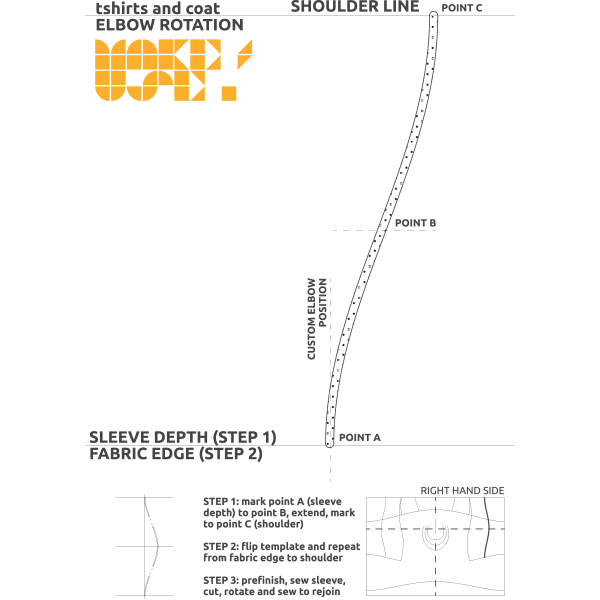 tshirts and coat
ELBOW ROTATION
MAKE
USE!
SHOULDER LINE
POINT C
POINT B
CUSTOM ELBOW
POSITION
SLEEVE DEPTH (STEP 1)
FABRIC EDGE (STEP 2)
POINT A
STEP 1: mark point A (sleeve
depth) to point B, extend, mark
to point C (shoulder)
STEP 2: flip template and repeat
from fabric edge to shoulder
STEP 3: prefinish, sew sleeve,
cut, rotate and sew to rejoin
RIGHT HAND SIDE